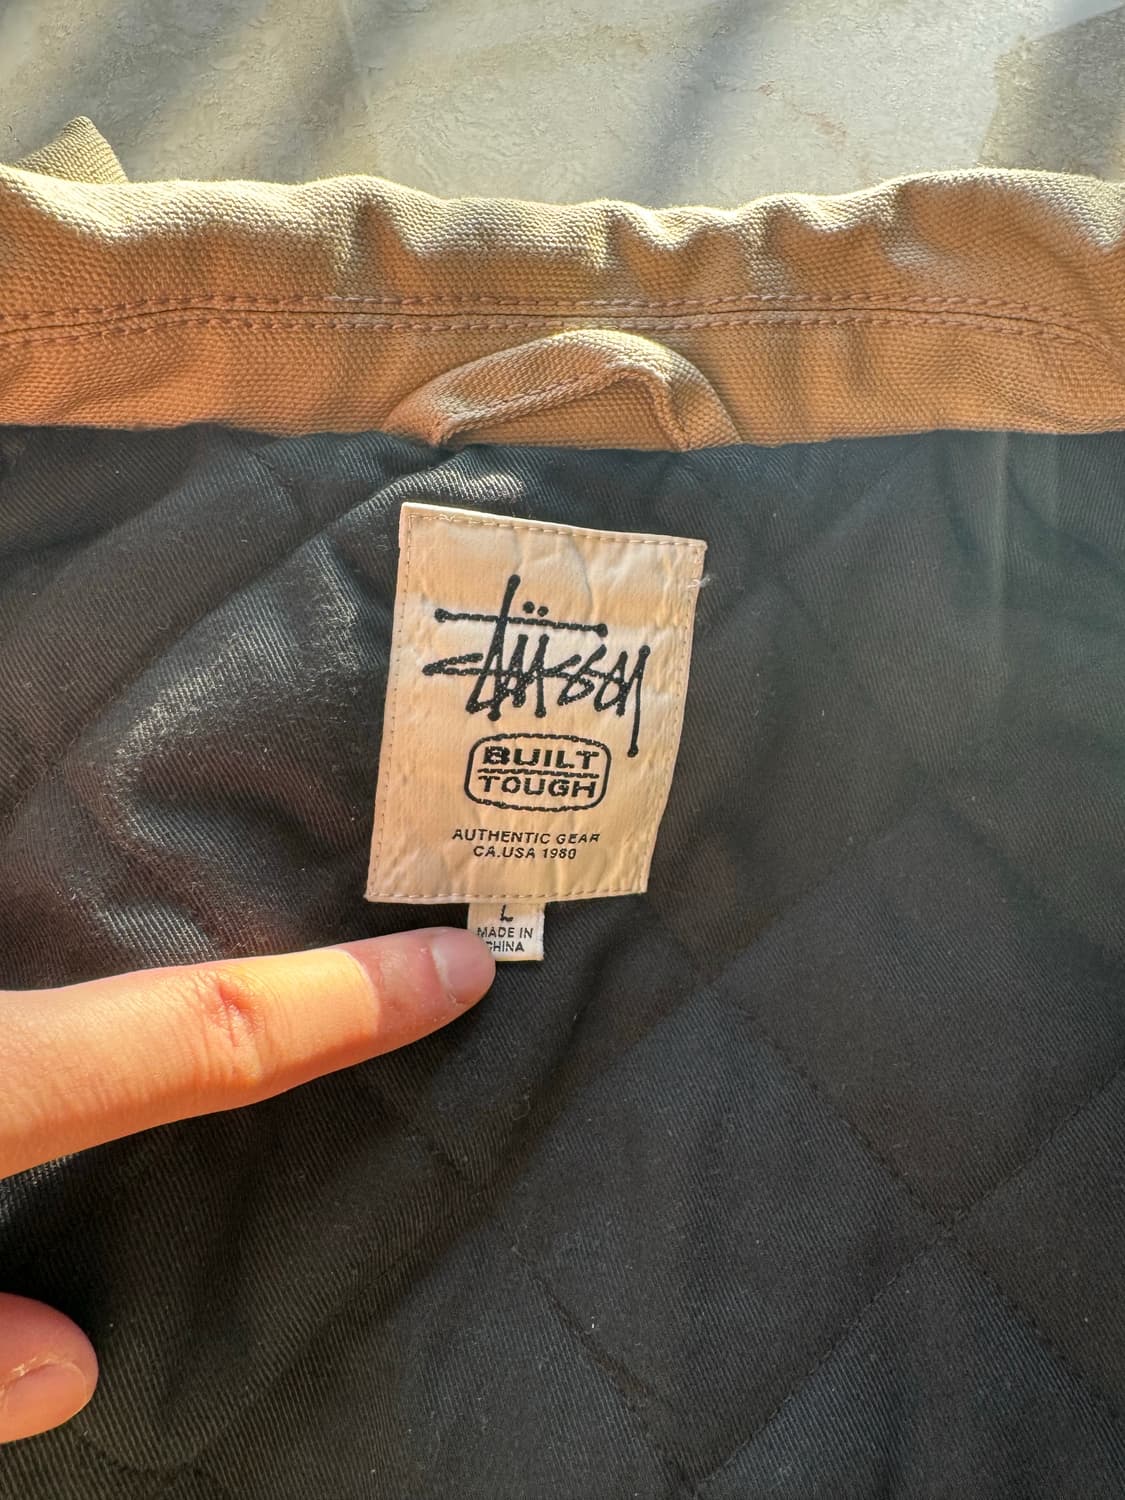 Stüssy
BUILT
TOUGH
AUTHENTIC GEAR
CA.USA 1980
L
MADE IN
CHINA